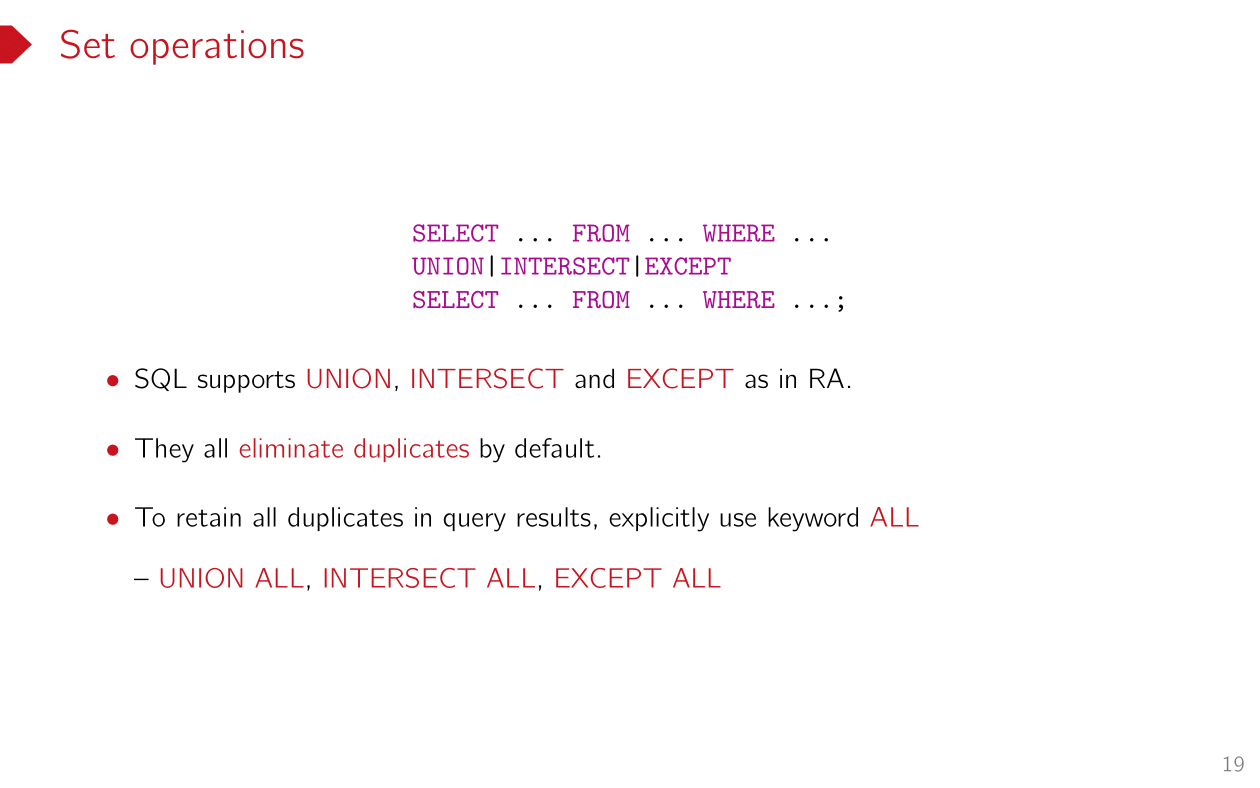 Set operations
SELECT ... FROM ... WHERE ...
UNION|INTERSECT|EXCEPT
SELECT ... FROM ... WHERE ...;
• SQL supports UNION, INTERSECT and EXCEPT as in RA.
• They all eliminate duplicates by default.
• To retain all duplicates in query results, explicitly use keyword ALL
– UNION ALL, INTERSECT ALL, EXCEPT ALL
19